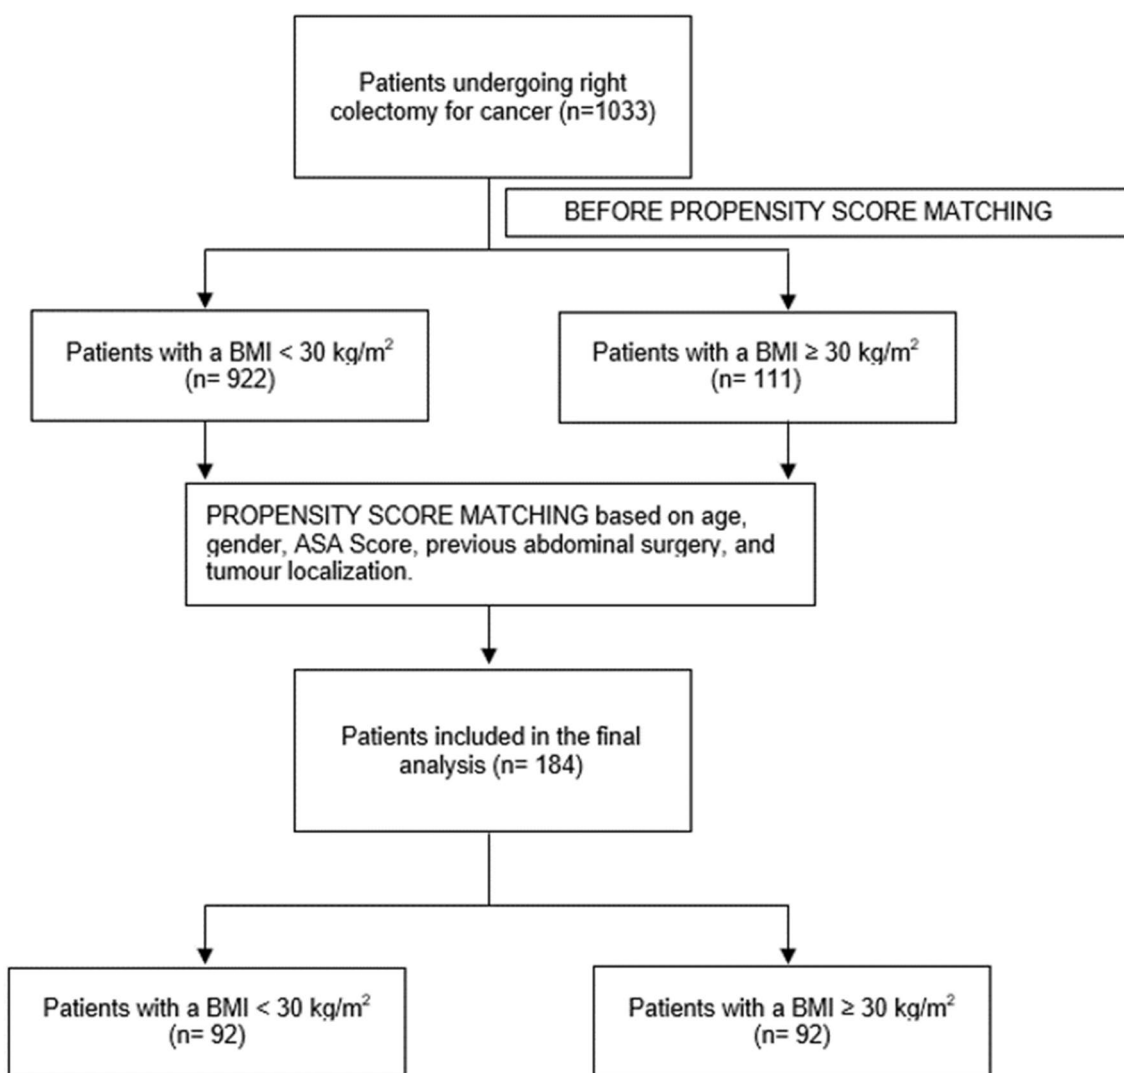 Patients undergoing right
colectomy for cancer (n=1033)
BEFORE PROPENSITY SCORE MATCHING
Patients with a BMI < 30 kg/m²
(n= 922)
Patients with a BMI ≥ 30 kg/m²
(n= 111)
PROPENSITY SCORE MATCHING based on age,
gender, ASA Score, previous abdominal surgery, and
tumour localization.
Patients included in the final
analysis (n= 184)
Patients with a BMI < 30 kg/m²
(n= 92)
Patients with a BMI ≥ 30 kg/m²
(n= 92)